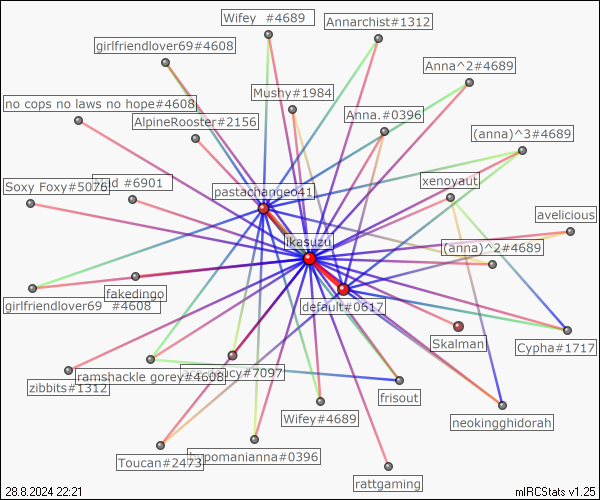 Wifey #4689
Annarchist#1312
girlfriendlover69#4608
Anna^2#4689
Mushy#1984
no cops no laws no hope#4608
Anna.#0396
AlpineRooster#2156
(anna)^3#4689
xenoyaut
#6901
Soxy Foxy#5076
pastachangeo41
avelicious
ikasuzu
(anna)^2#4689
fakedingo
girlfriendlover69 #4608
default#0617
Skalman
Cypha#1717
ramshackle gorey#4608
#7097
zibbits#1312
frisout
Wifey#4689
neokingghidorah
Toucan#2473
hypomanianna#0396
rattgaming
28.8.2024 22:21
mIRCStats v1.25